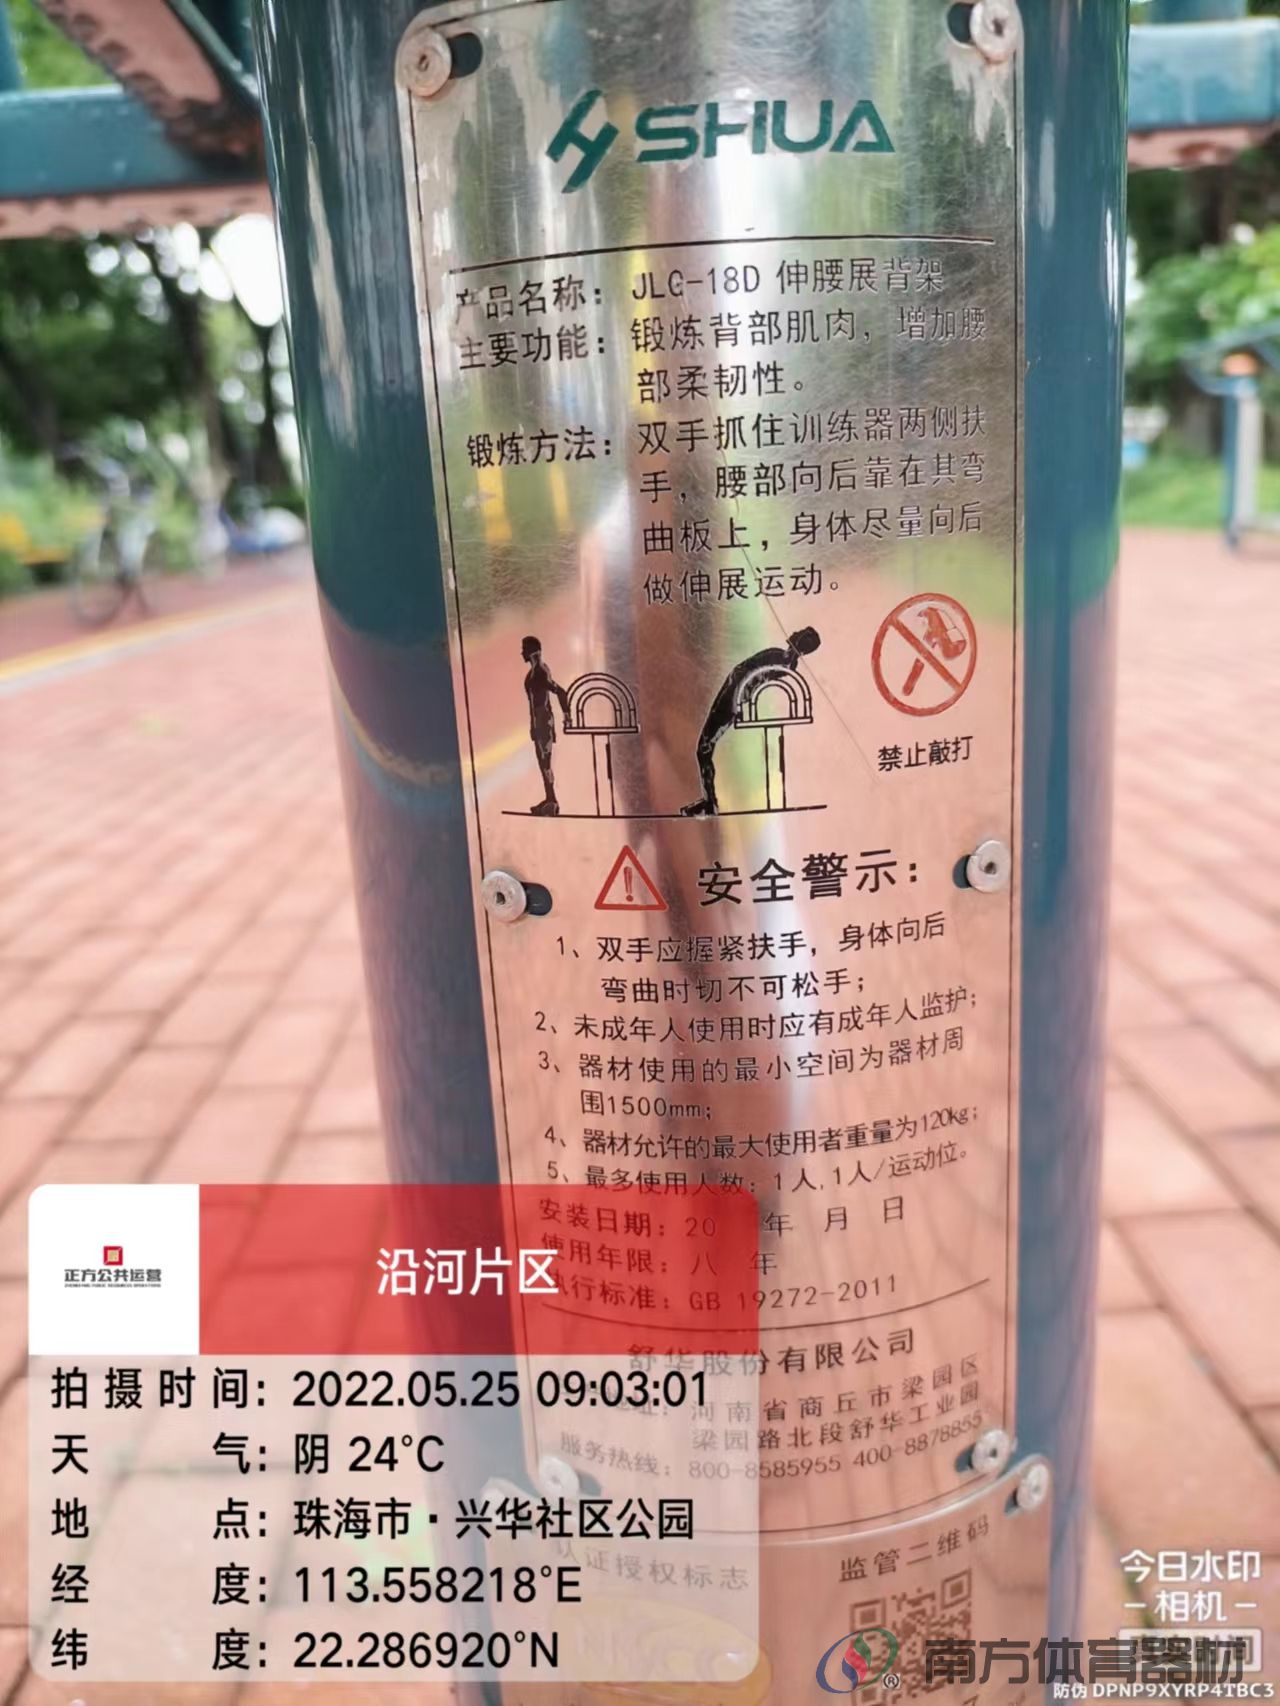 SHUA
产品名称：JLG-18D 伸腰展背架
主要功能：锻炼背部肌肉，增加腰
部柔韧性。
锻炼方法：双手抓住训练器两侧扶
手，腰部向后靠在其弯
曲板上，身体尽量向后
做伸展运动。
禁止敲打
安全警示：
1、双手应握紧扶手，身体向后
弯曲时切不可松手；
2、未成年人使用时应有成年人监护；
3、器材使用的最小空间为器材周
围1500mm；
4、器材允许的最大使用者重量为120kg；
5、最多使用人数：1人,1人/运动位。
安装日期：20 年 月 日
使用年限：八 年
执行标准：GB 19272-2011
舒华股份有限公司
地址：河南省商丘市梁园区
梁园路北段舒华工业园
服务热线：800-8585955 400-8878855
认证授权标志
监管二维码
正方公共运营
沿河片区
拍摄时间：2022.05.25 09:03:01
天气：阴 24℃
地点：珠海市·兴华社区公园
经度：113.558218°E
纬度：22.286920°N
今日水印
-相机-
南方体育器材
®
防伪 DPNP9XYRP4TBC3